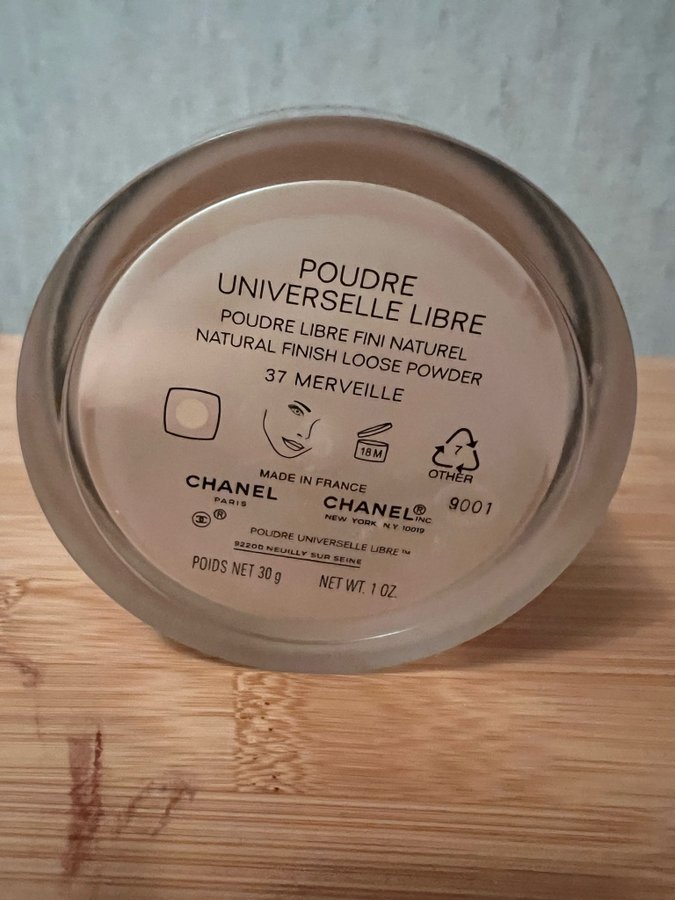 POUDRE
UNIVERSELLE LIBRE
POUDRE LIBRE FINI NATUREL
NATURAL FINISH LOOSE POWDER
37 MERVEILLE
18 M
7
OTHER
MADE IN FRANCE
CHANEL
PARIS
®
CHANEL® INC
NEW YORK N.Y. 10019
9001
POUDRE UNIVERSELLE LIBRE™
92200 NEUILLY SUR SEINE
POIDS NET 30 g NET WT. 1 OZ.